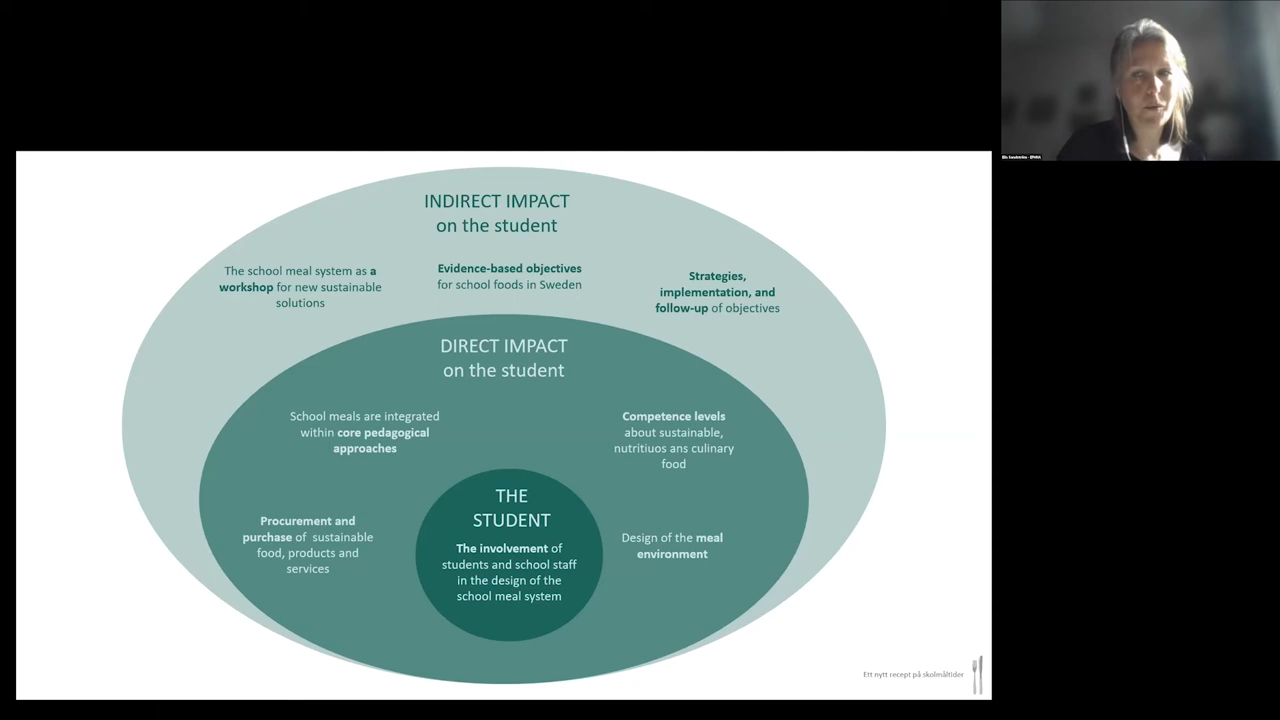 INDIRECT IMPACT
on the student
The school meal system as a
workshop for new sustainable
solutions
Evidence-based objectives
for school foods in Sweden
Strategies,
implementation, and
follow-up of objectives
DIRECT IMPACT
on the student
School meals are integrated
within core pedagogical
approaches
Competence levels
about sustainable,
nutritiuos ans culinary
food
Procurement and
purchase of sustainable
food, products and
services
THE
STUDENT
The involvement of
students and school staff
in the design of the
school meal system
Design of the meal
environment
Ett nytt recept på skolmåltider